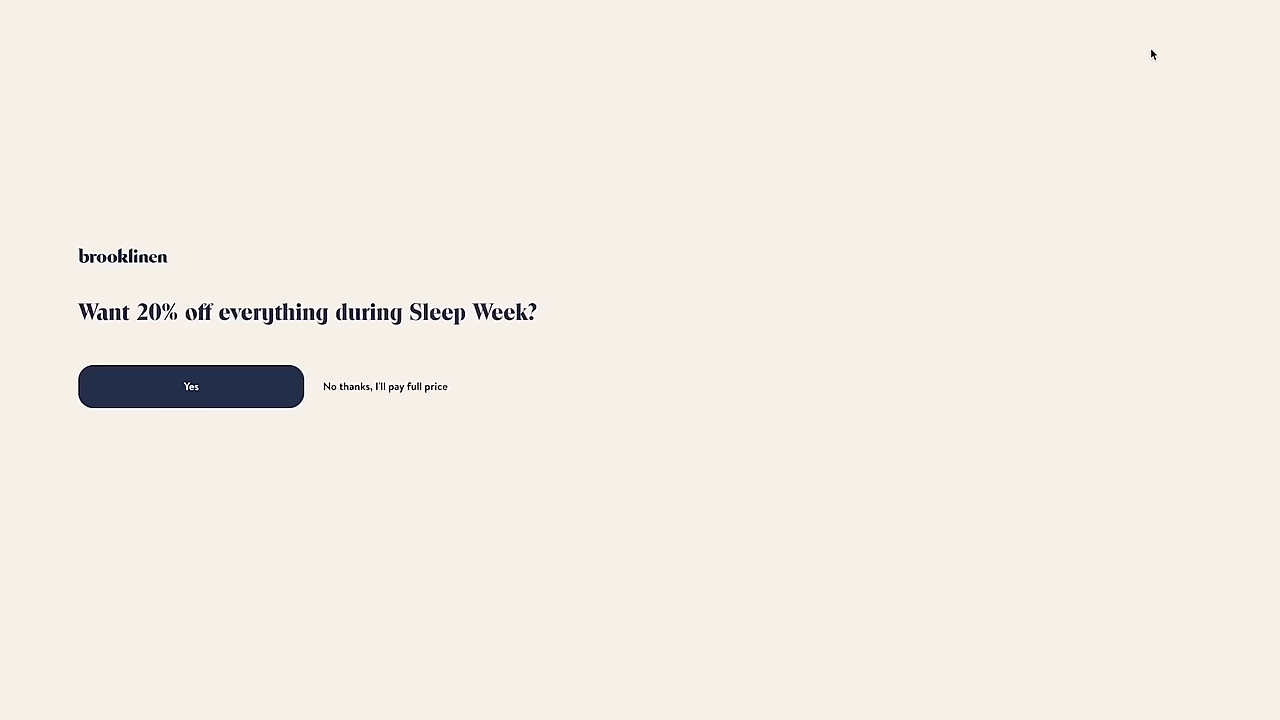 brooklinen
Want 20% off everything during Sleep Week?
Yes
No thanks, I'll pay full price